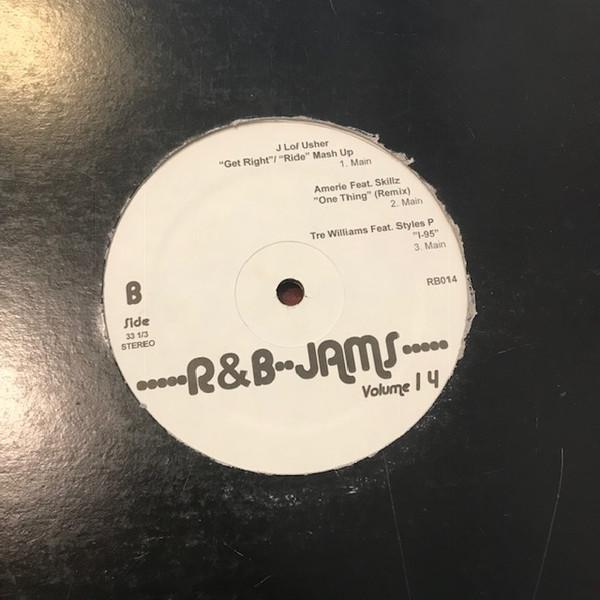 J Lo/ Usher
"Get Right"/ "Ride" Mash Up
1. Main
Amerie Feat. Skillz
"One Thing" (Remix)
2. Main
Tre Williams Feat. Styles P
"I-95"
3. Main
RB014
B
Side
33 1/3
STEREO
R&B JAMS
Volume 14